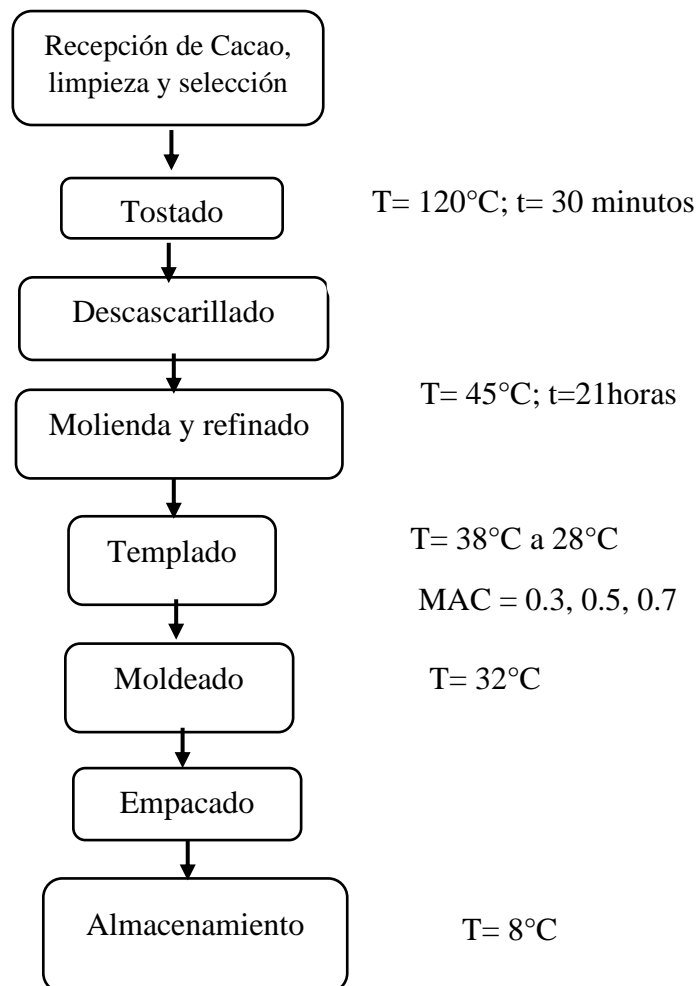 Recepción de Cacao,
limpieza y selección
Tostado
T= 120°C; t= 30 minutos
Descascarillado
T= 45°C; t=21horas
Molienda y refinado
Templado
T= 38°C a 28°C
MAC = 0.3, 0.5, 0.7
Moldeado
T= 32°C
Empacado
Almacenamiento
T= 8°C